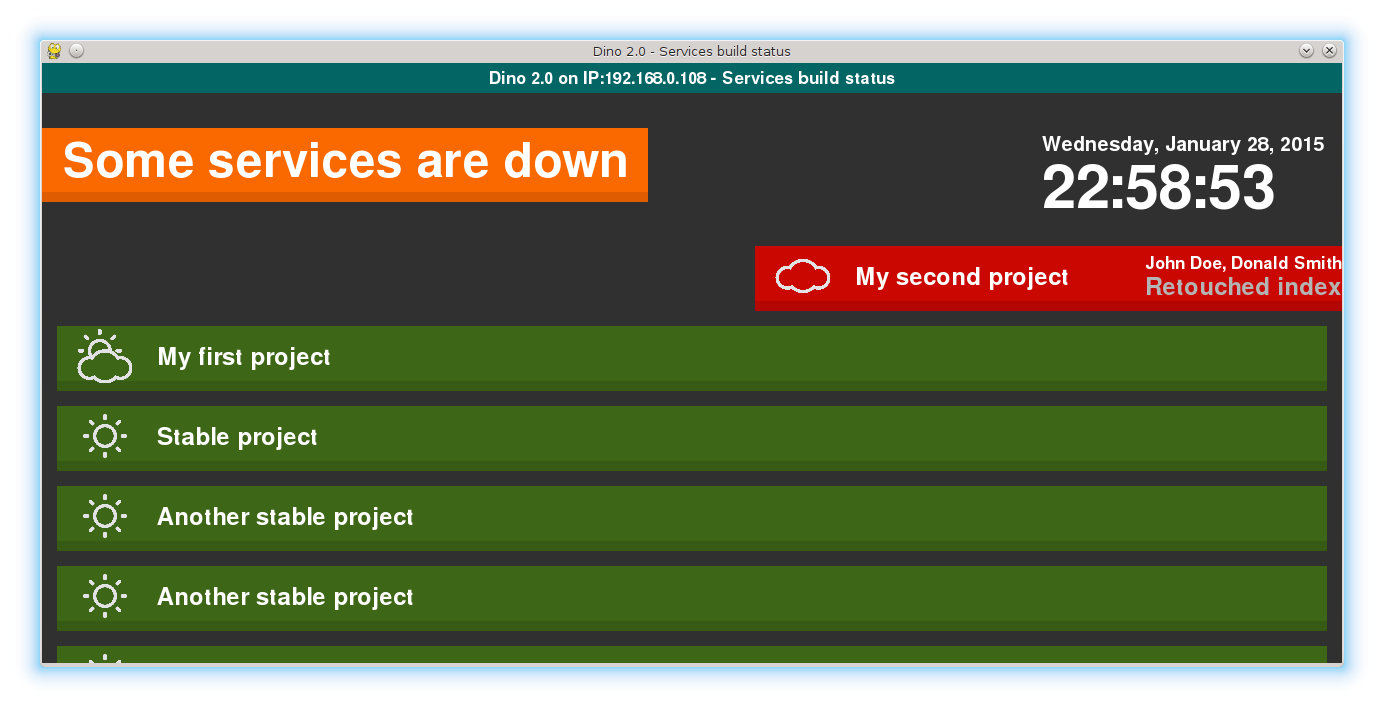 Dino 2.0 - Services build status
Dino 2.0 on IP:192.168.0.108 - Services build status
Some services are down
Wednesday, January 28, 2015
22:58:53
My second project
John Doe, Donald Smith
Retouched index
My first project
Stable project
Another stable project
Another stable project